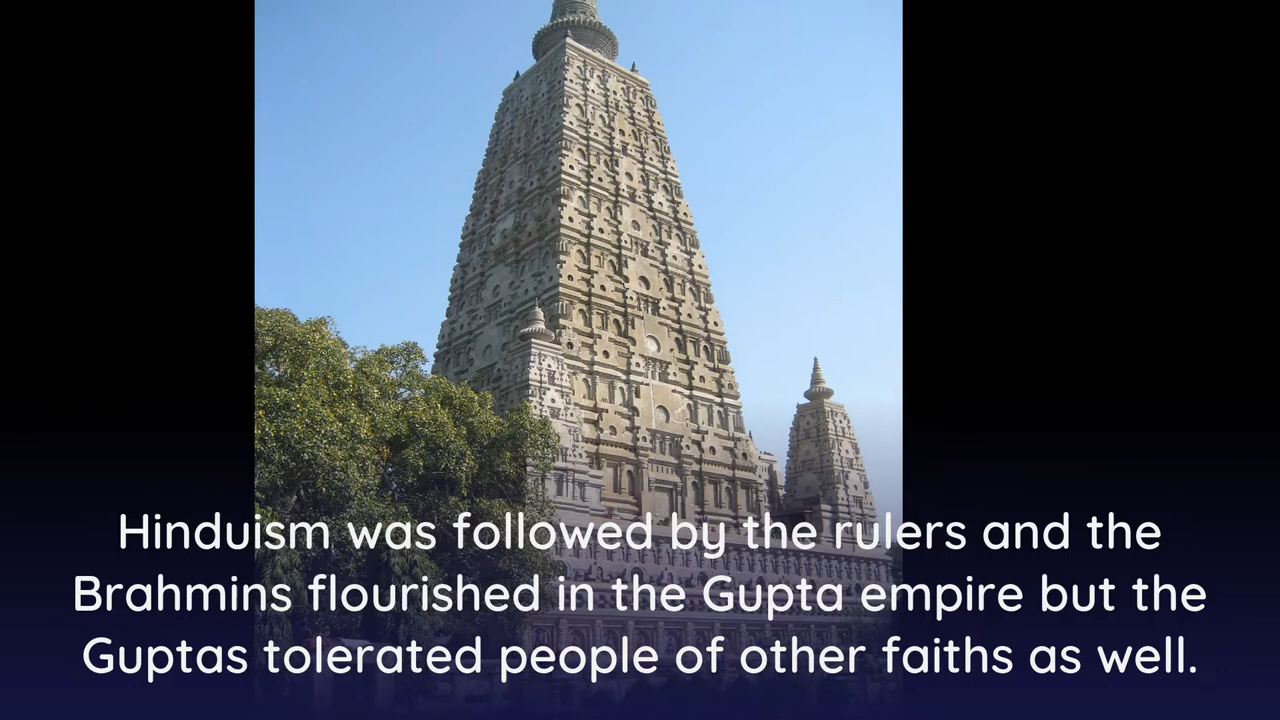 Hinduism was followed by the rulers and the
Brahmins flourished in the Gupta empire but the
Guptas tolerated people of other faiths as well.